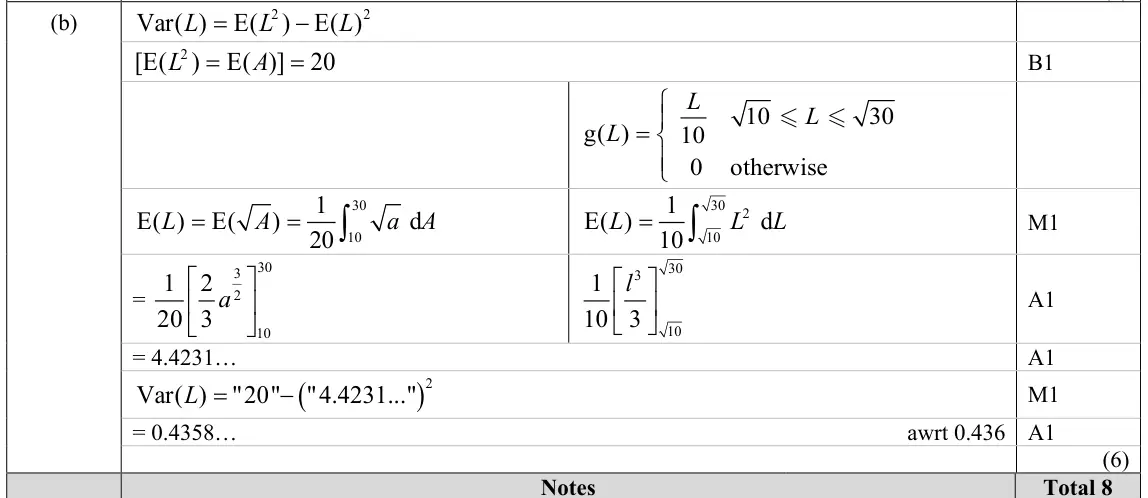 (b) Var(L) = E(L²) − E(L)²
[E(L²) = E(A)] = 20 B1
g(L) = { L/10 √10 ⩽ L ⩽ √30
0 otherwise
E(L) = E(√A) = 1/20 ∫₁₀³⁰ √a dA E(L) = 1/10 ∫_√10^√30 L² dL M1
= 1/20 [2/3 a^(3/2)]₁₀³⁰ 1/10 [l³/3]_√10^√30 A1
= 4.4231… A1
Var(L) = "20" − ("4.4231...")² M1
= 0.4358… awrt 0.436 A1
(6)
Notes Total 8